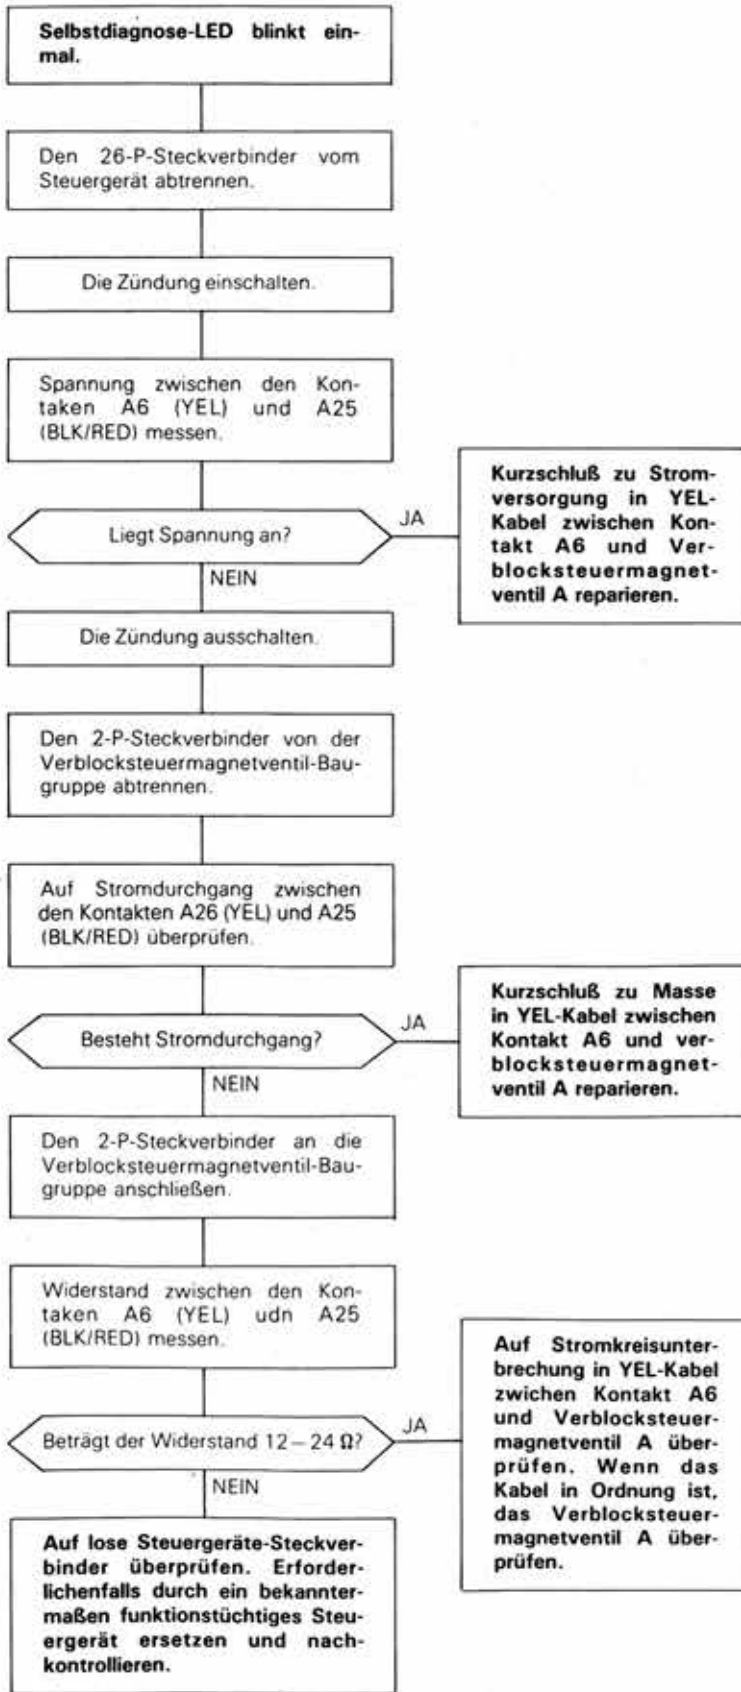 Selbstdiagnose-LED blinkt ein-
mal.
Den 26-P-Steckverbinder vom
Steuergerät abtrennen.
Die Zündung einschalten.
Spannung zwischen den Kon-
taken A6 (YEL) und A25
(BLK/RED) messen.
Liegt Spannung an?
JA
Kurzschluß zu Strom-
versorgung in YEL-
Kabel zwischen Kon-
takt A6 und Ver-
blocksteuermagnet-
ventil A reparieren.
NEIN
Die Zündung ausschalten.
Den 2-P-Steckverbinder von der
Verblocksteuermagnetventil-Bau-
gruppe abtrennen.
Auf Stromdurchgang zwischen
den Kontakten A26 (YEL) und A25
(BLK/RED) überprüfen.
Besteht Stromdurchgang?
JA
Kurzschluß zu Masse
in YEL-Kabel zwischen
Kontakt A6 und ver-
blocksteuermagnet-
ventil A reparieren.
NEIN
Den 2-P-Steckverbinder an die
Verblocksteuermagnetventil-Bau-
gruppe anschließen.
Widerstand zwischen den Kon-
taken A6 (YEL) udn A25
(BLK/RED) messen.
Beträgt der Widerstand 12 – 24 Ω?
JA
Auf Stromkreisunter-
brechung in YEL-Kabel
zwichen Kontakt A6
und Verblocksteuer-
magnetventil A über-
prüfen. Wenn das
Kabel in Ordnung ist,
das Verblocksteuer-
magnetventil A über-
prüfen.
NEIN
Auf lose Steuergeräte-Steckver-
binder überprüfen. Erforder-
lichenfalls durch ein bekannter-
maßen funktionstüchtiges Steu-
ergerät ersetzen und nach-
kontrollieren.